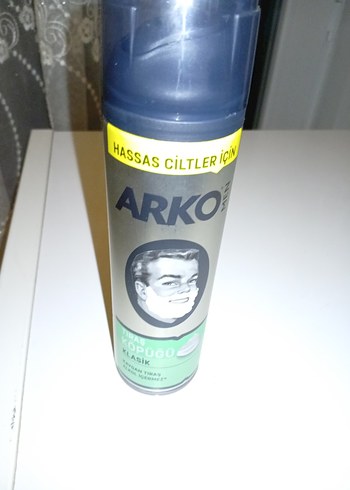 HASSAS CİLTLER İÇİN
ARKO
MEN
TIRAŞ
KÖPÜĞÜ
KLASİK